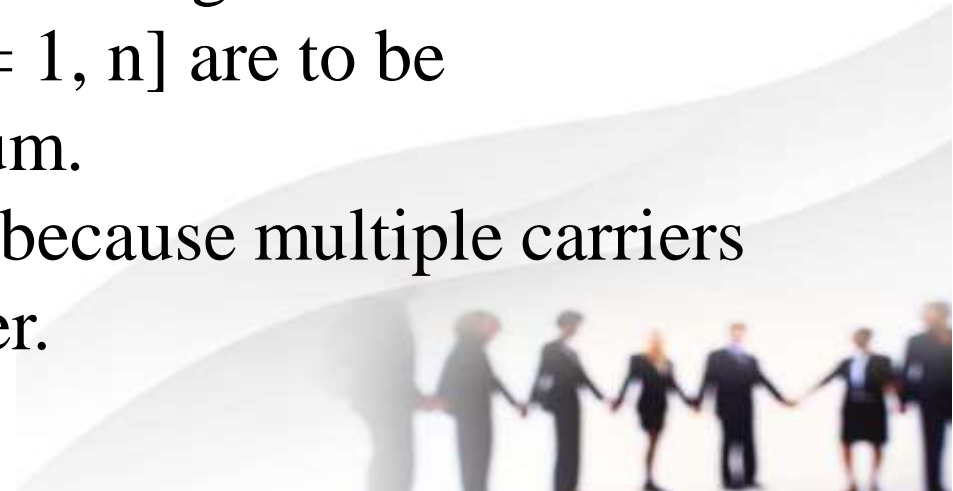 = 1, n] are to be
um.
because multiple carriers
er.